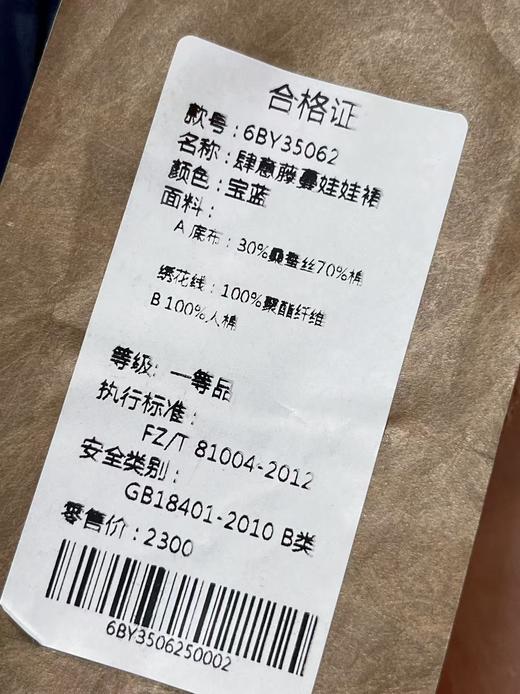 合格证
款号：6BY35062
名称：肆意藤蔓娃娃裙
颜色：宝蓝
面料：
A 底布：30%桑蚕丝70%棉
绣花线：100%聚酯纤维
B 100%人棉
等级：一等品
执行标准：
FZ/T 81004-2012
安全类别：
GB18401-2010 B类
零售价：2300
6BY3506250002